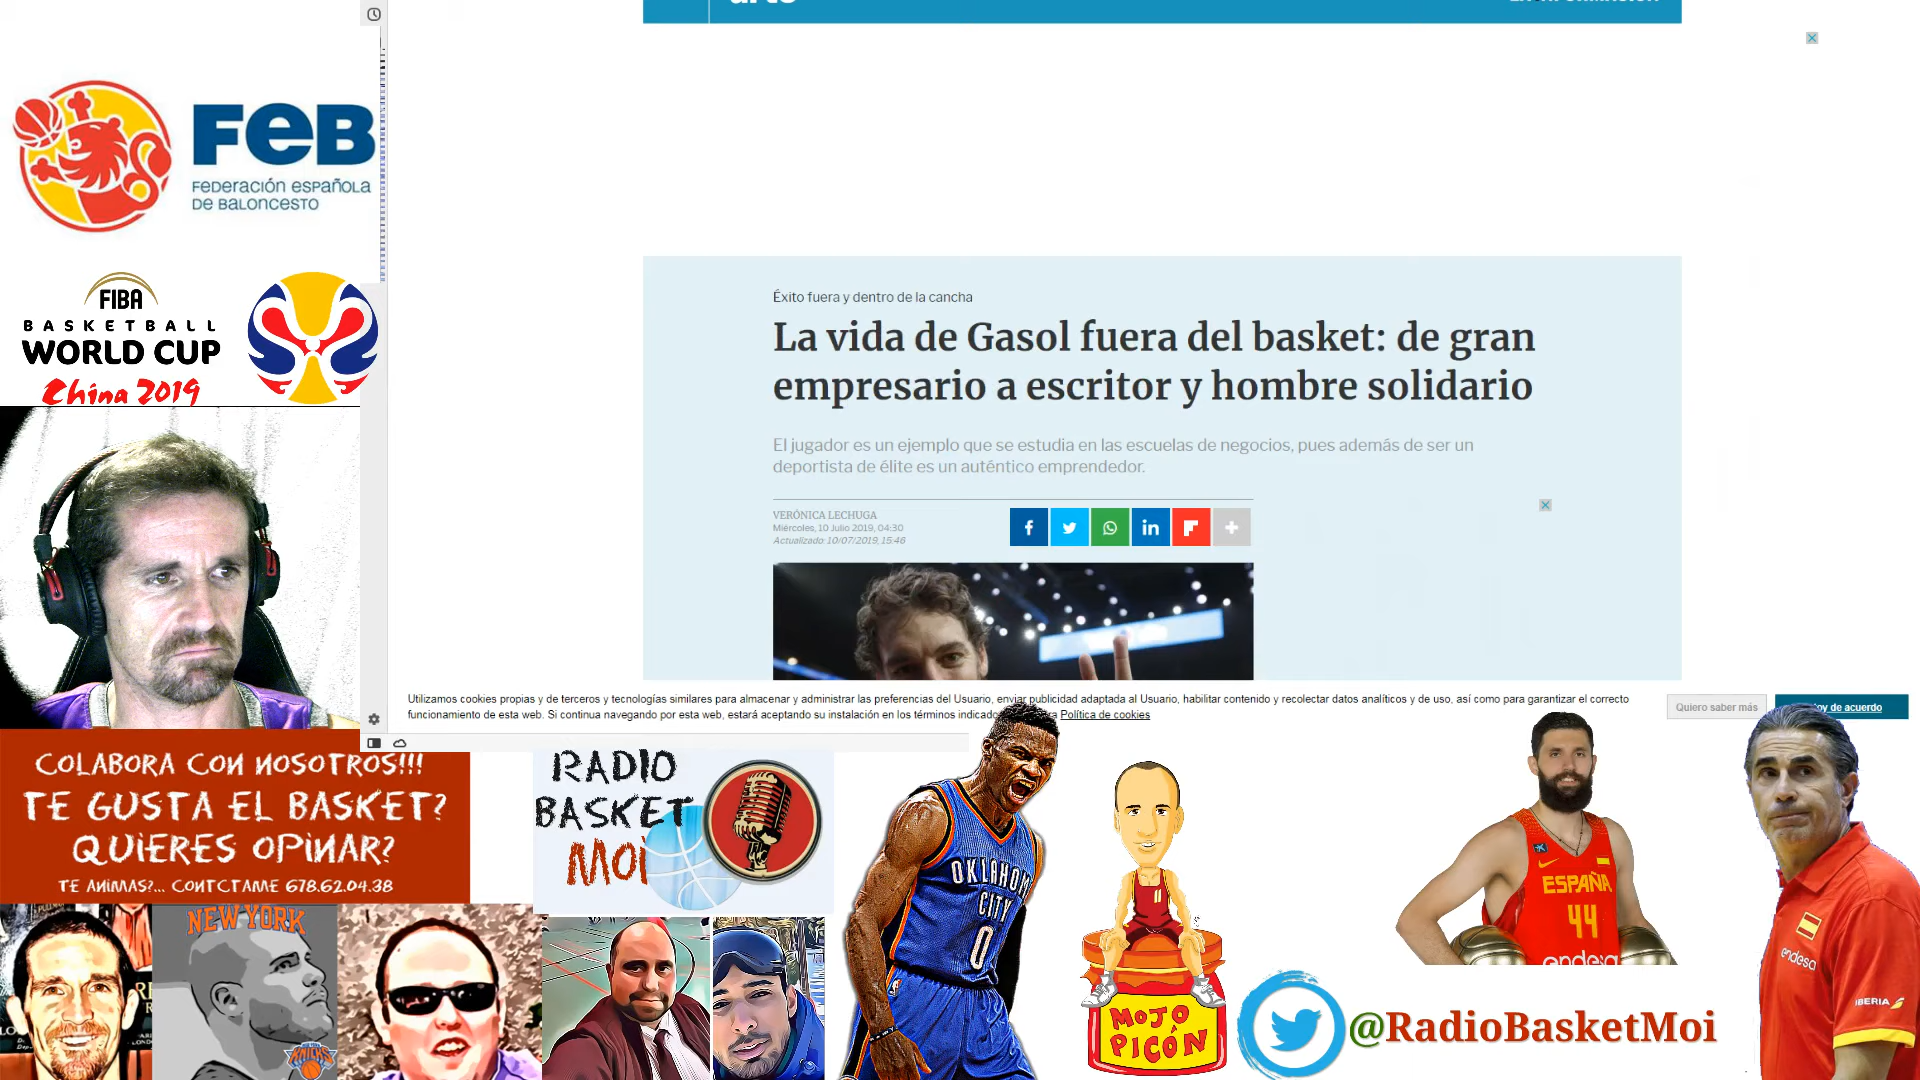 FeB
FEDERACIÓN ESPAÑOLA
DE BALONCESTO
FIBA
BASKETBALL
WORLD CUP
China 2019
Éxito fuera y dentro de la cancha
La vida de Gasol fuera del basket: de gran
empresario a escritor y hombre solidario
El jugador es un ejemplo que se estudia en las escuelas de negocios, pues además de ser un
deportista de élite es un auténtico emprendedor.
VERÓNICA LECHUGA
Miércoles, 10 Julio 2019, 04:30
Actualizado: 10/07/2019, 15:46
Utilizamos cookies propias y de terceros y tecnologías similares para almacenar y administrar las preferencias del Usuario, enviar publicidad adaptada al Usuario, habilitar contenido y recolectar datos analíticos y de uso, así como para garantizar el correcto
funcionamiento de esta web. Si continua navegando por esta web, estará aceptando su instalación en los términos Política de cookies
Quiero saber más
de acuerdo
COLABORA CON NOSOTROS!!!
TE GUSTA EL BASKET?
QUIERES OPINAR?
TE ANIMAS?... CONTCTAME 678.62.04.38
RADIO
BASKET
MOI
OKLAHOM
CITY
0
MOJO
PICÓN
ESPAÑA
44
endesa
endesa
IBERIA
NEW YORK
KNICKS
@RadioBasketMoi